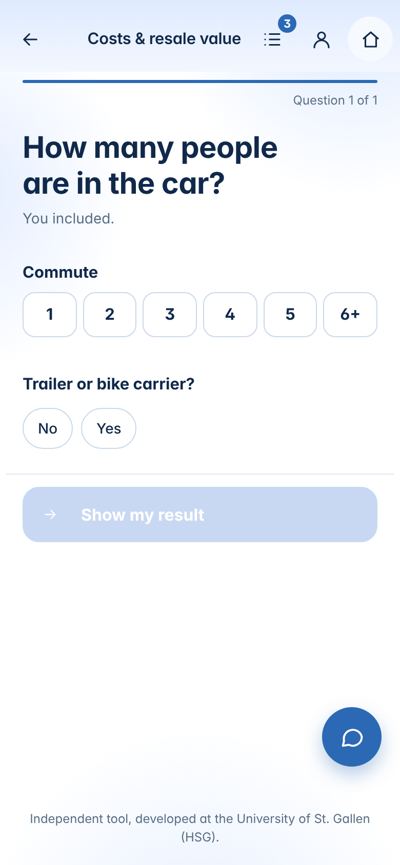 Costs & resale value
3
Question 1 of 1
How many people
are in the car?
You included.
Commute
1 2 3 4 5 6+
Trailer or bike carrier?
No Yes
Show my result
Independent tool, developed at the University of St. Gallen
(HSG).